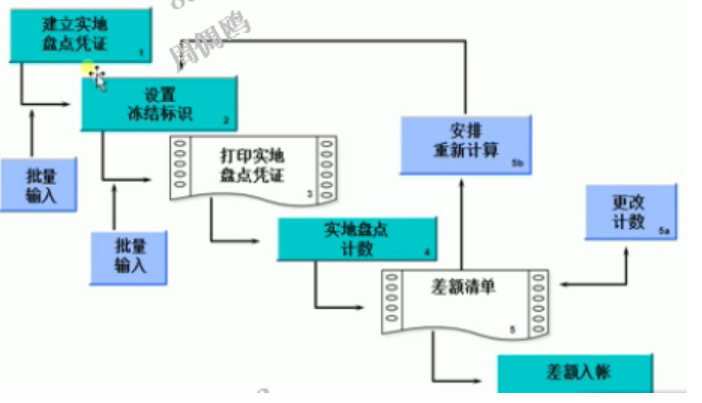 建立实地
盘点凭证
1
设置
冻结标识
2
批量
输入
打印实地
盘点凭证
3
批量
输入
安排
重新计算
5b
实地盘点
计数
4
更改
计数
5a
差额清单
5
差额入帐